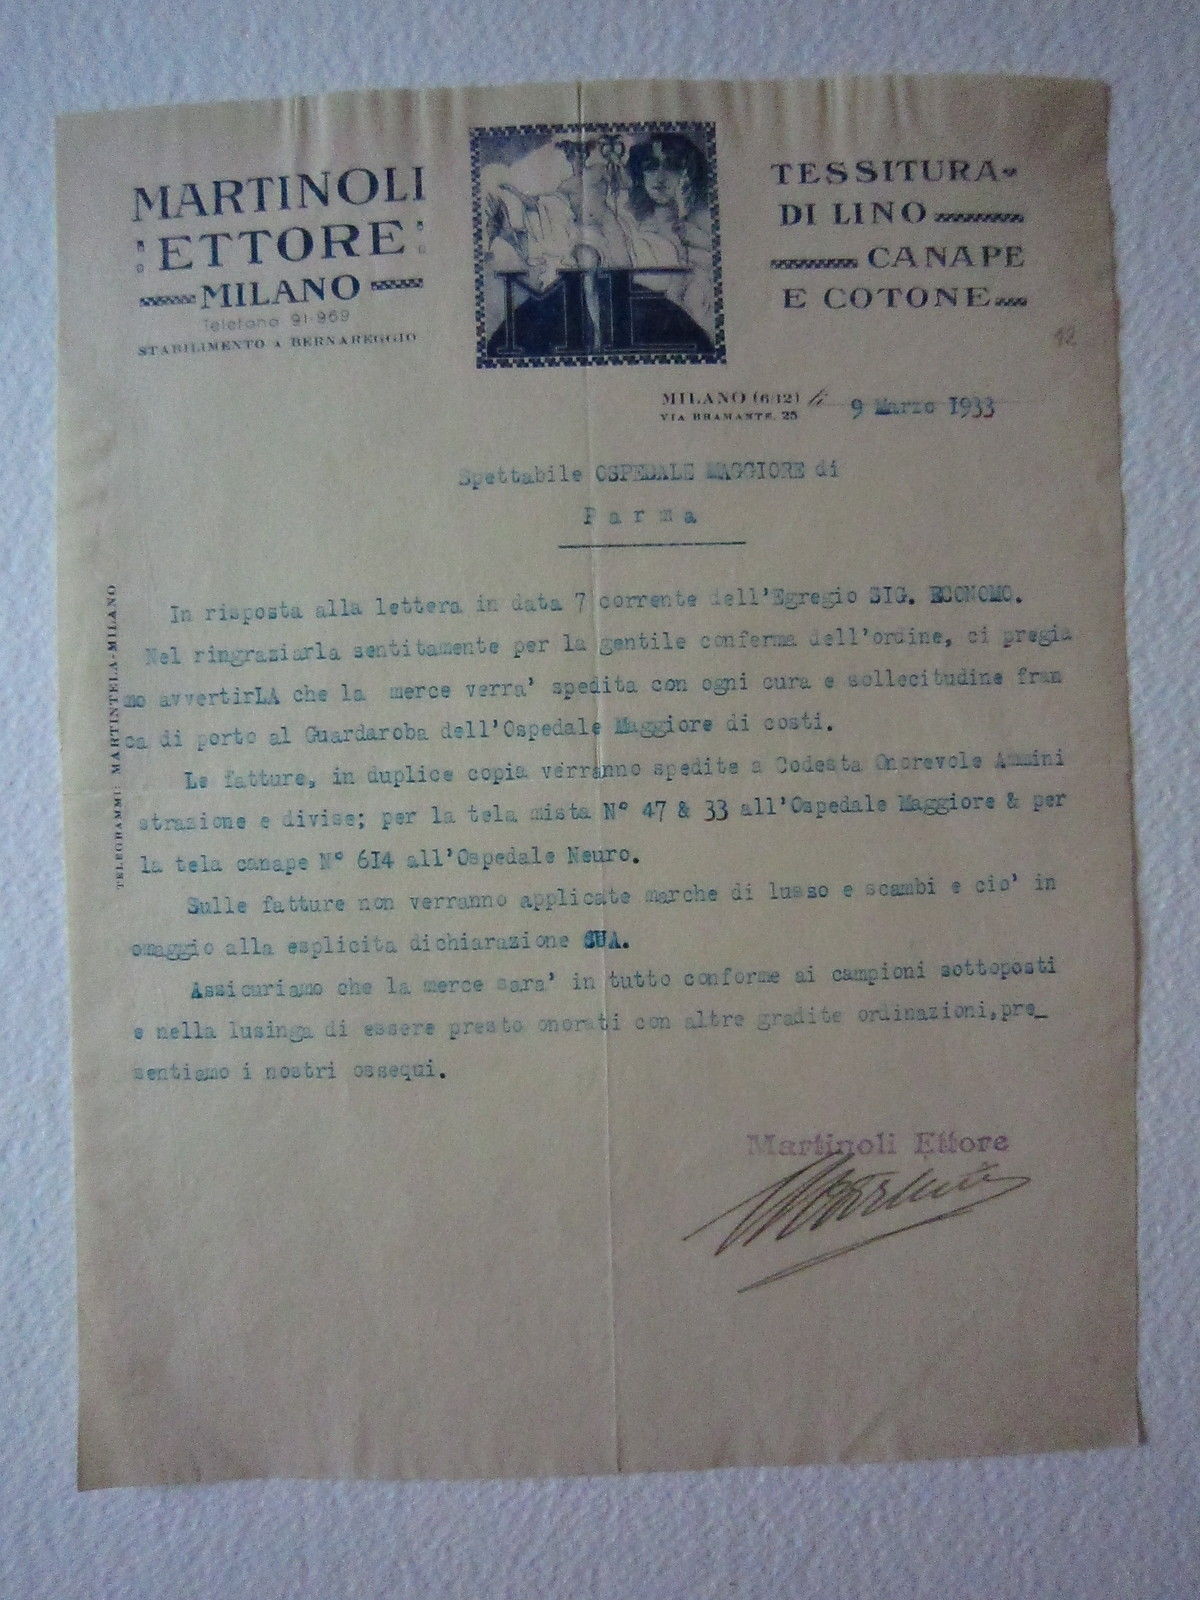 MARTINOLI
ETTORE
MILANO
Telefono 91-969
STABILIMENTO A BERNAREGGIO
ME
TESSITURA
DI LINO
CANAPE
E COTONE
12
MILANO (6/12) li 9 Marzo 1933
VIA BRAMANTE, 25
Spettabile OSPEDALE MAGGIORE di
Parma
TELEGRAMMI: MARTINTELA-MILANO
In risposta alla lettera in data 7 corrente dell'Egregio SIG. ECONOMO.
Nel ringraziarla sentitamente per la gentile conferma dell'ordine, ci pregia
mo avvertirLA che la merce verra' spedita con ogni cura e sollecitudine fran
ca di porto al Guardaroba dell'Ospedale Maggiore di costi.
Le fatture, in duplice copia verranno spedite a Codesta Onorevole Ammini
strazione e divise; per la tela mista N° 47 & 33 all'Ospedale Maggiore & per
la tela canape N° 614 all'Ospedale Neuro.
Sulle fatture non verranno applicate marche di lusso e scambi e cio' in
omaggio alla esplicita dichiarazione SUA.
Assicuriamo che la merce sara' in tutto conforme ai campioni sottoposti
e nella lusinga di essere presto onorati con altre gradite ordinazioni, pre_
sentiamo i nostri ossequi.
Martinoli Ettore